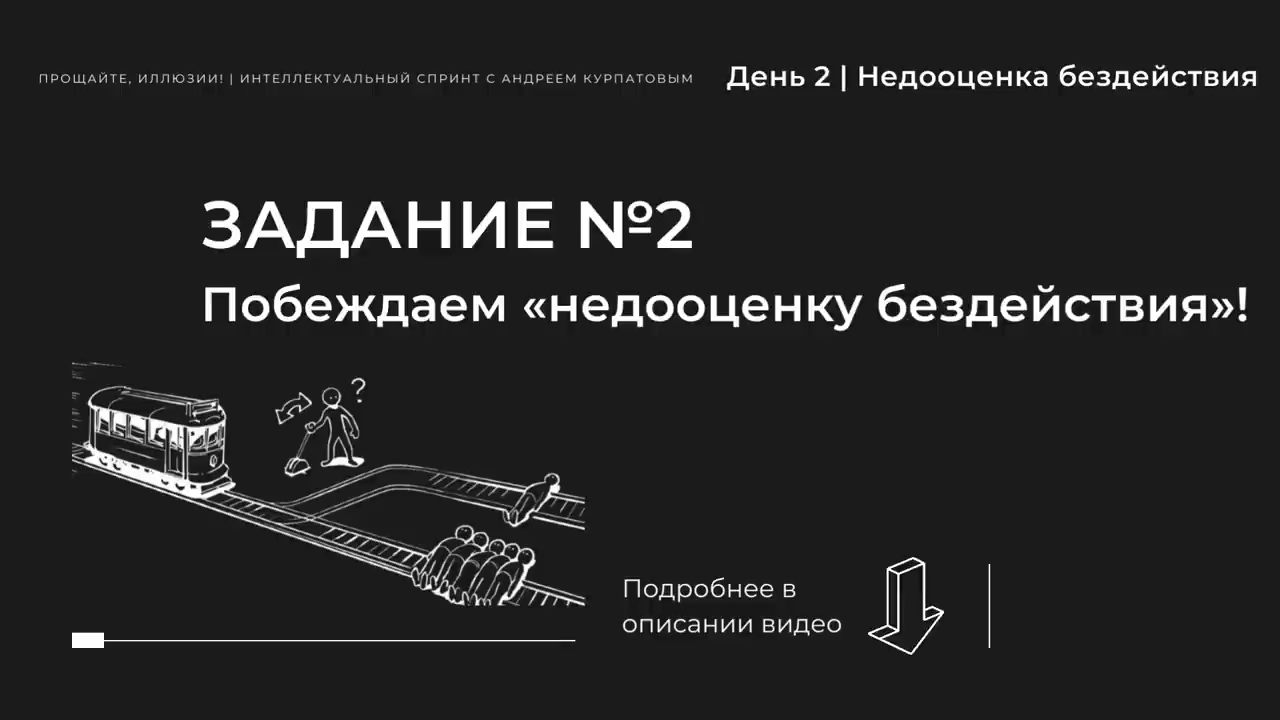 ПРОЩАЙТЕ, ИЛЛЮЗИИ! | ИНТЕЛЛЕКТУАЛЬНЫЙ СПРИНТ С АНДРЕЕМ КУРПАТОВЫМ
День 2 | Недооценка бездействия
ЗАДАНИЕ №2
Побеждаем «недооценку бездействия»!
?
Подробнее в
описании видео